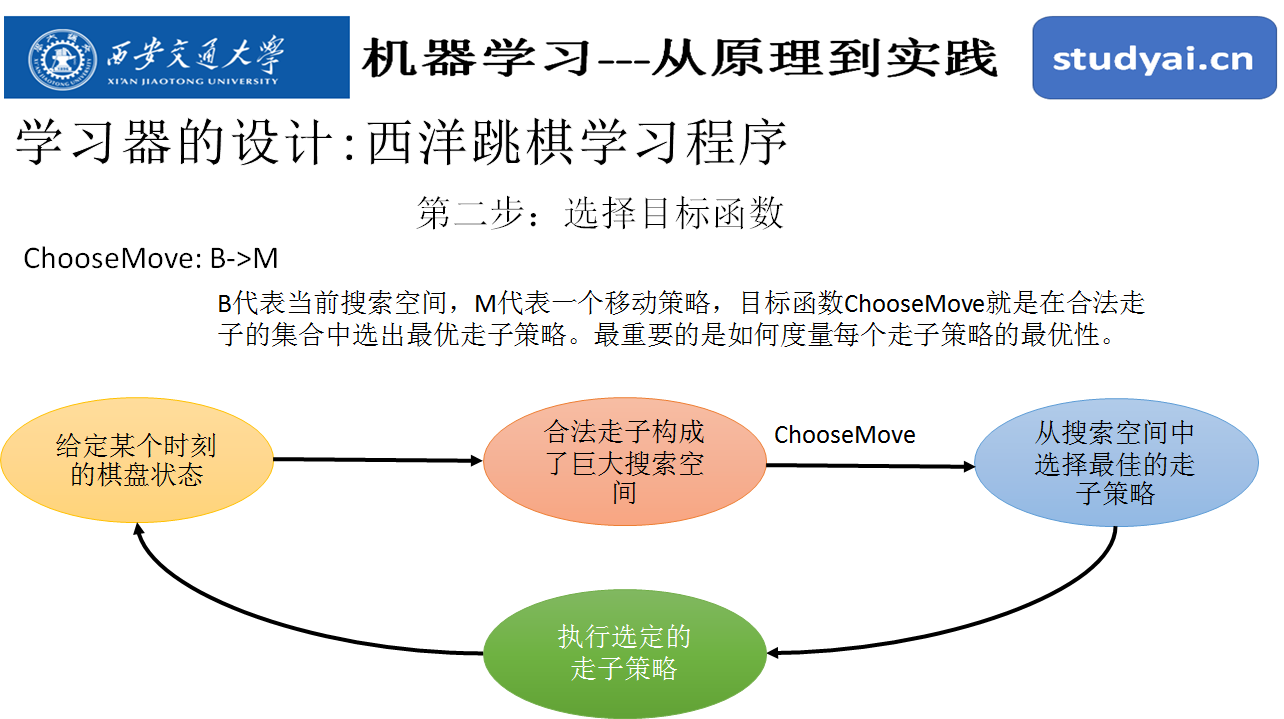 西安交通大学
XI'AN JIAOTONG UNIVERSITY
机器学习---从原理到实践
studyai.cn
学习器的设计:西洋跳棋学习程序
第二步：选择目标函数
ChooseMove: B->M
B代表当前搜索空间，M代表一个移动策略，目标函数ChooseMove就是在合法走
子的集合中选出最优走子策略。最重要的是如何度量每个走子策略的最优性。
给定某个时刻
的棋盘状态
合法走子构成
了巨大搜索空
间
ChooseMove
从搜索空间中
选择最佳的走
子策略
执行选定的
走子策略